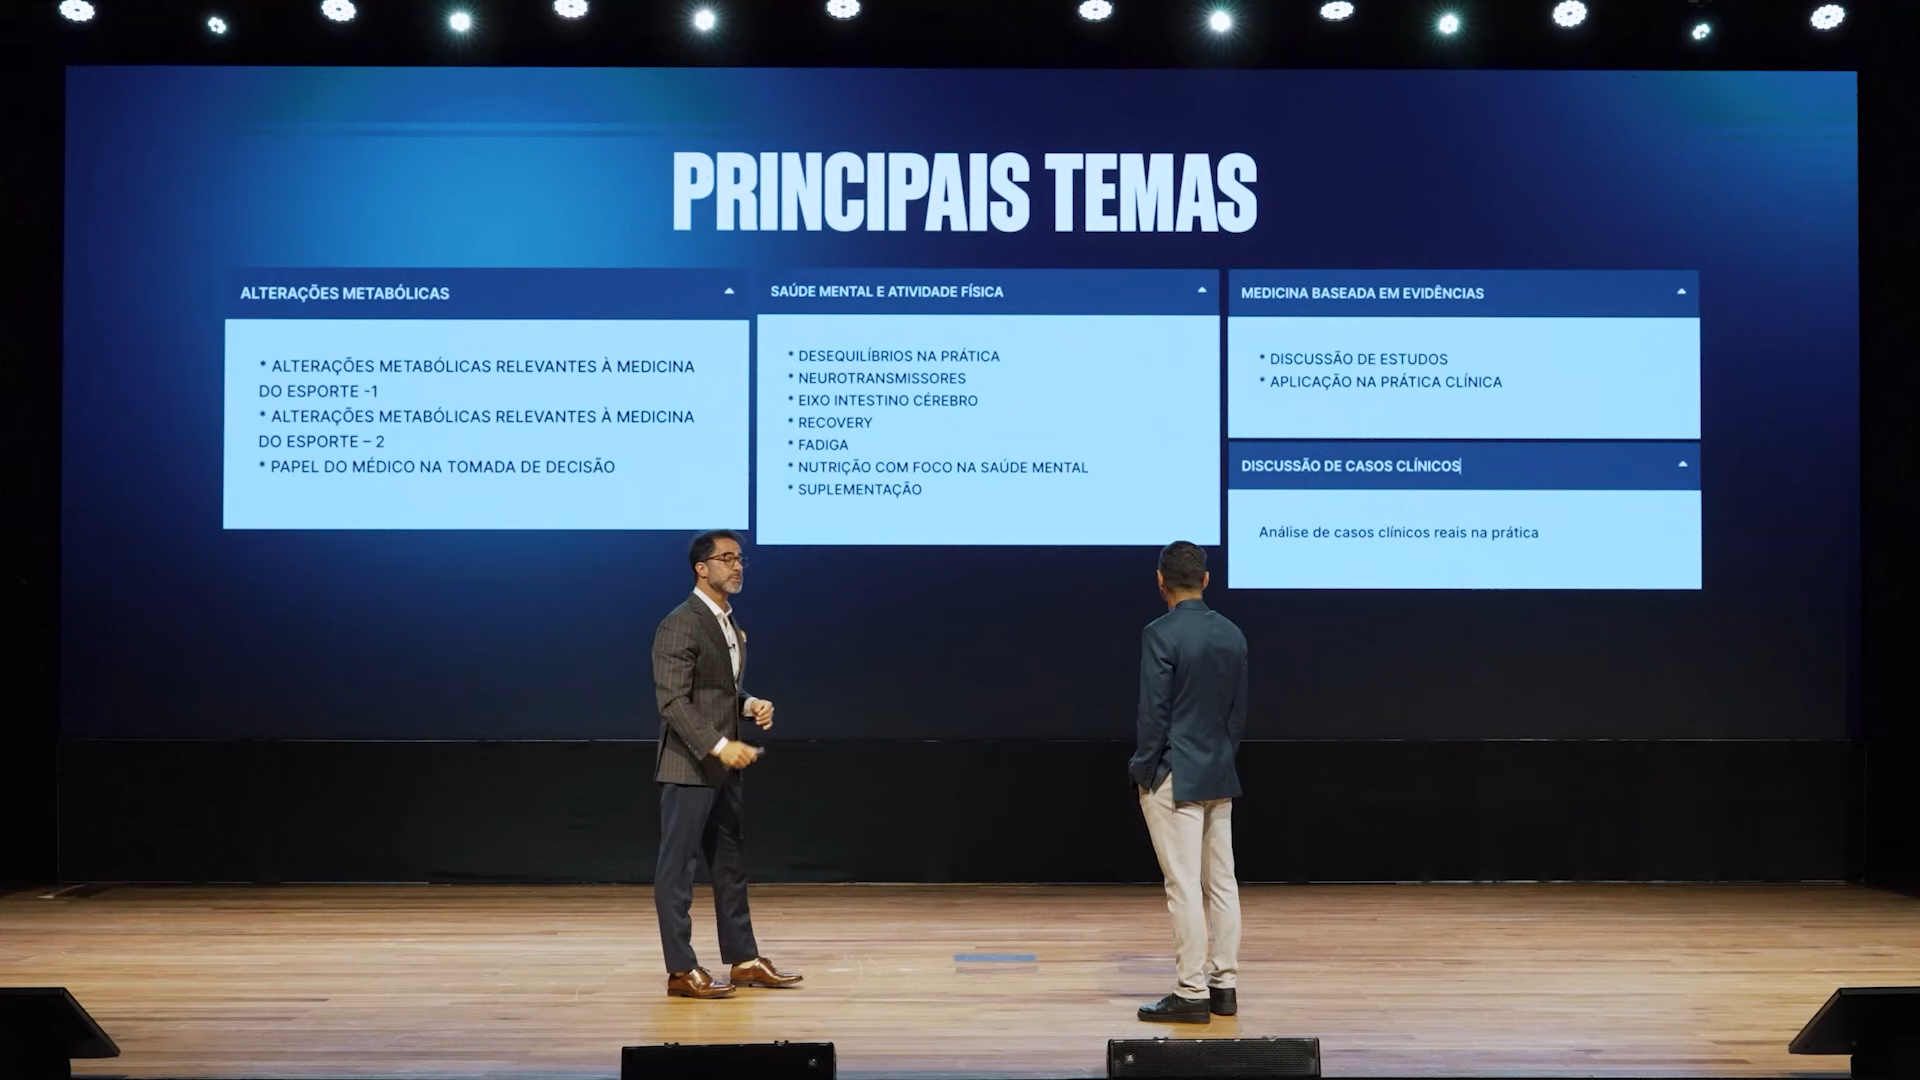 PRINCIPAIS TEMAS
ALTERAÇÕES METABÓLICAS
* ALTERAÇÕES METABÓLICAS RELEVANTES À MEDICINA
DO ESPORTE -1
* ALTERAÇÕES METABÓLICAS RELEVANTES À MEDICINA
DO ESPORTE – 2
* PAPEL DO MÉDICO NA TOMADA DE DECISÃO
SAÚDE MENTAL E ATIVIDADE FÍSICA
* DESEQUILÍBRIOS NA PRÁTICA
* NEUROTRANSMISSORES
* EIXO INTESTINO CÉREBRO
* RECOVERY
* FADIGA
* NUTRIÇÃO COM FOCO NA SAÚDE MENTAL
* SUPLEMENTAÇÃO
MEDICINA BASEADA EM EVIDÊNCIAS
* DISCUSSÃO DE ESTUDOS
* APLICAÇÃO NA PRÁTICA CLÍNICA
DISCUSSÃO DE CASOS CLÍNICOS
Análise de casos clínicos reais na prática